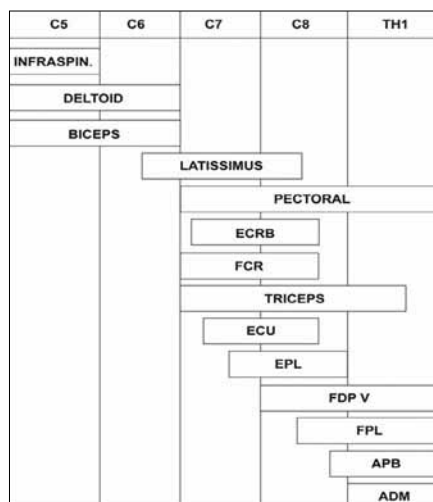 C5 C6 C7 C8 TH1
INFRASPIN.
DELTOID
BICEPS
LATISSIMUS
PECTORAL
ECRB
FCR
TRICEPS
ECU
EPL
FDP V
FPL
APB
ADM